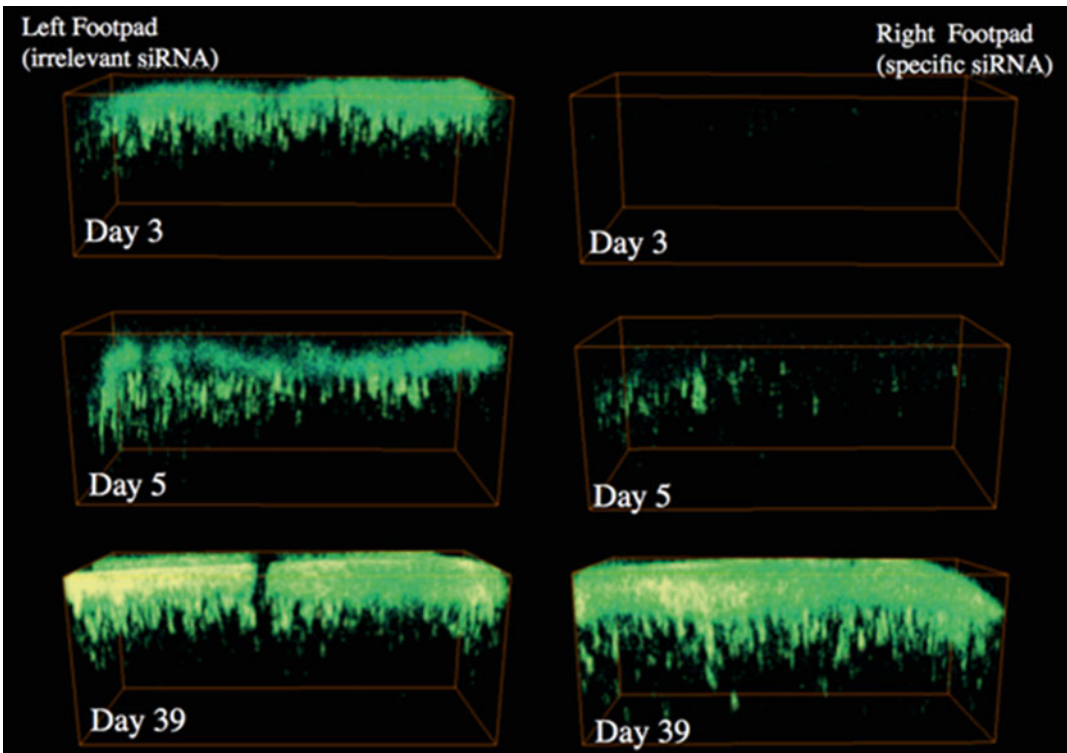 Left Footpad
(irrelevant siRNA)
Right Footpad
(specific siRNA)
Day 3
Day 3
Day 5
Day 5
Day 39
Day 39